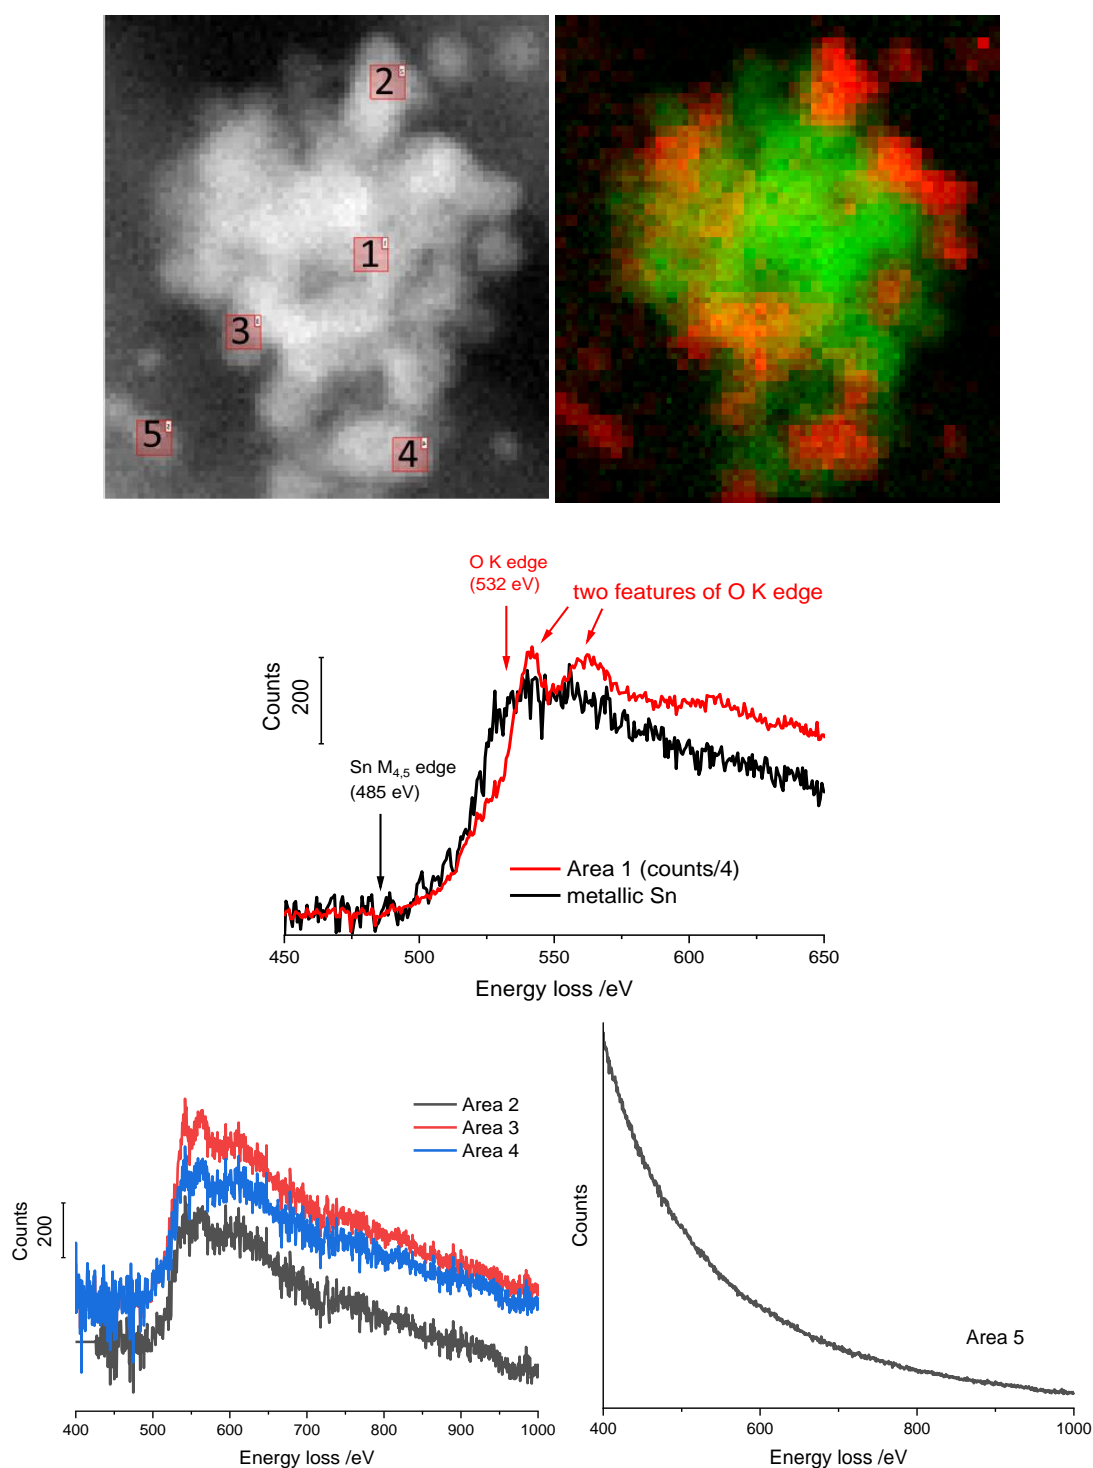 2
1
3
5
4
O K edge
(532 eV)
two features of O K edge
Counts
200
Sn M4,5 edge
(485 eV)
Area 1 (counts/4)
metallic Sn
450 500 550 600 650
Energy loss /eV
Area 2
Area 3
Area 4
Counts
200
400 500 600 700 800 900 1000
Energy loss /eV
Counts
Area 5
400 600 800 1000
Energy loss /eV